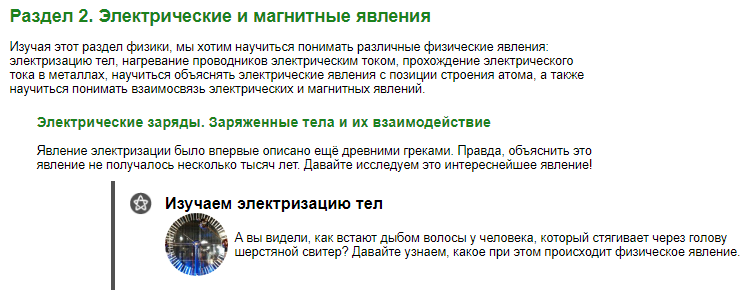 Раздел 2. Электрические и магнитные явления
Изучая этот раздел физики, мы хотим научиться понимать различные физические явления:
электризацию тел, нагревание проводников электрическим током, прохождение электрического
тока в металлах, научиться объяснять электрические явления с позиции строения атома, а также
научиться понимать взаимосвязь электрических и магнитных явлений.
Электрические заряды. Заряженные тела и их взаимодействие
Явление электризации было впервые описано ещё древними греками. Правда, объяснить это
явление не получалось несколько тысяч лет. Давайте исследуем это интереснейшее явление!
Изучаем электризацию тел
А вы видели, как встают дыбом волосы у человека, который стягивает через голову
шерстяной свитер? Давайте узнаем, какое при этом происходит физическое явление.